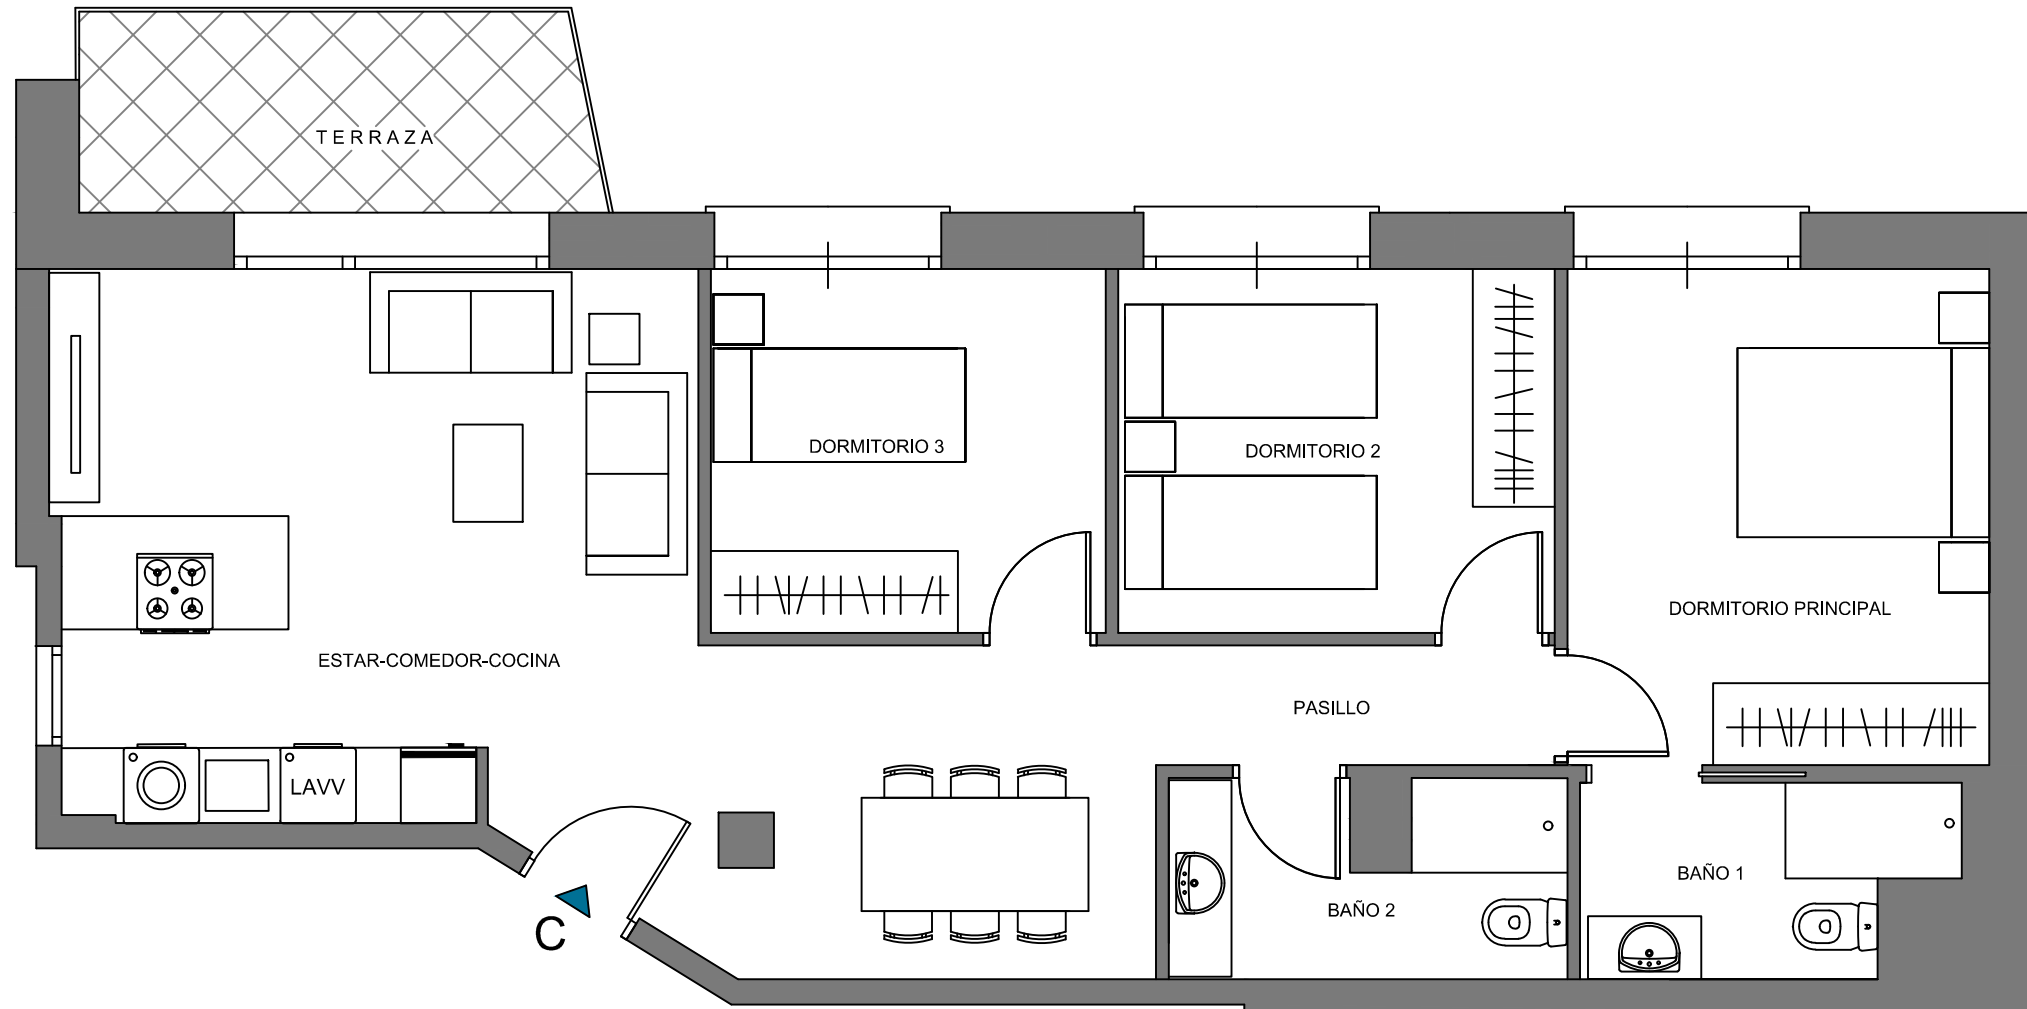 TERRAZA
DORMITORIO 3
DORMITORIO 2
DORMITORIO PRINCIPAL
ESTAR-COMEDOR-COCINA
PASILLO
LAVV
BAÑO 1
BAÑO 2
C